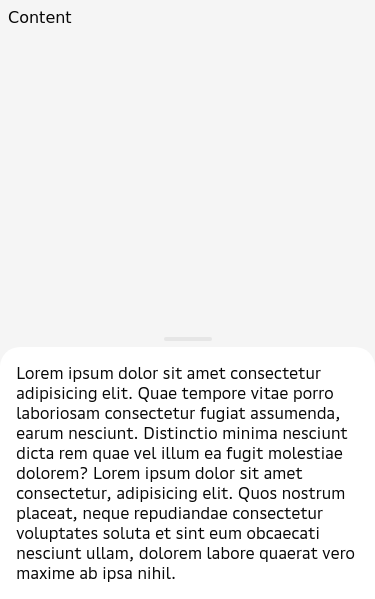 Content
Lorem ipsum dolor sit amet consectetur
adipisicing elit. Quae tempore vitae porro
laboriosam consectetur fugiat assumenda,
earum nesciunt. Distinctio minima nesciunt
dicta rem quae vel illum ea fugit molestiae
dolorem? Lorem ipsum dolor sit amet
consectetur, adipisicing elit. Quos nostrum
placeat, neque repudiandae consectetur
voluptates soluta et sint eum obcaecati
nesciunt ullam, dolorem labore quaerat vero
maxime ab ipsa nihil.